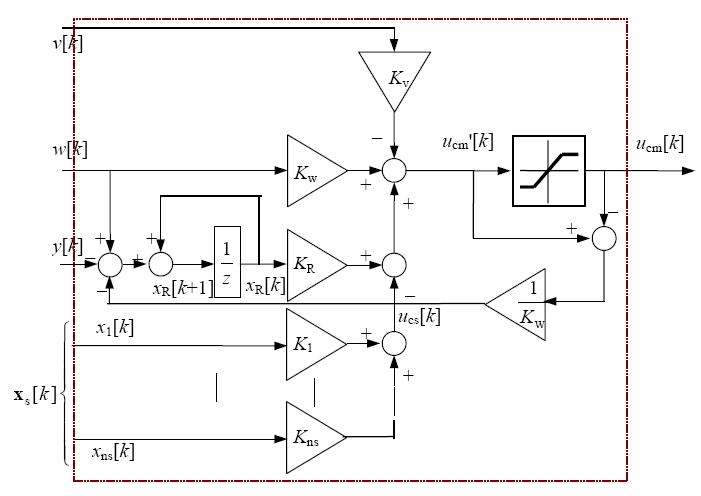 v[k]
K_v
−
w[k]
K_w
+
u_cm'[k]
u_cm[k]
−
+
+
+
+
y[k]
−
+
1
z
K_R
+
x_R[k+1]
x_R[k]
−
−
1
K_w
u_cs[k]
x_1[k]
K_1
+
x_s[k]
+
x_ns[k]
K_ns